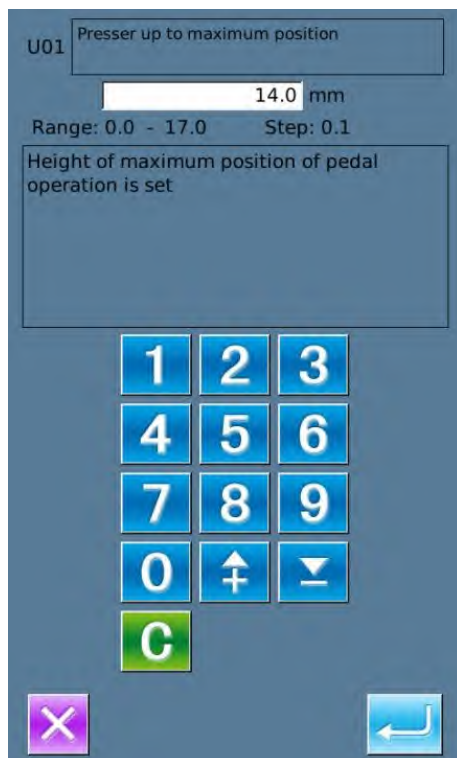 U01 Presser up to maximum position
14.0 mm
Range: 0.0 - 17.0 Step: 0.1
Height of maximum position of pedal
operation is set
1 2 3
4 5 6
7 8 9
0 + −
C